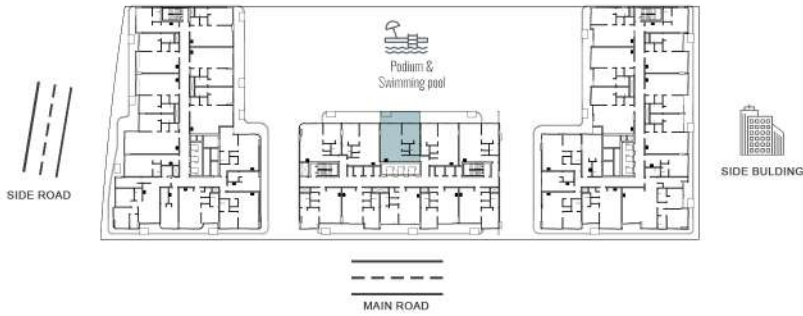 Podium &
Swimming pool
SIDE ROAD
SIDE BULDING
MAIN ROAD